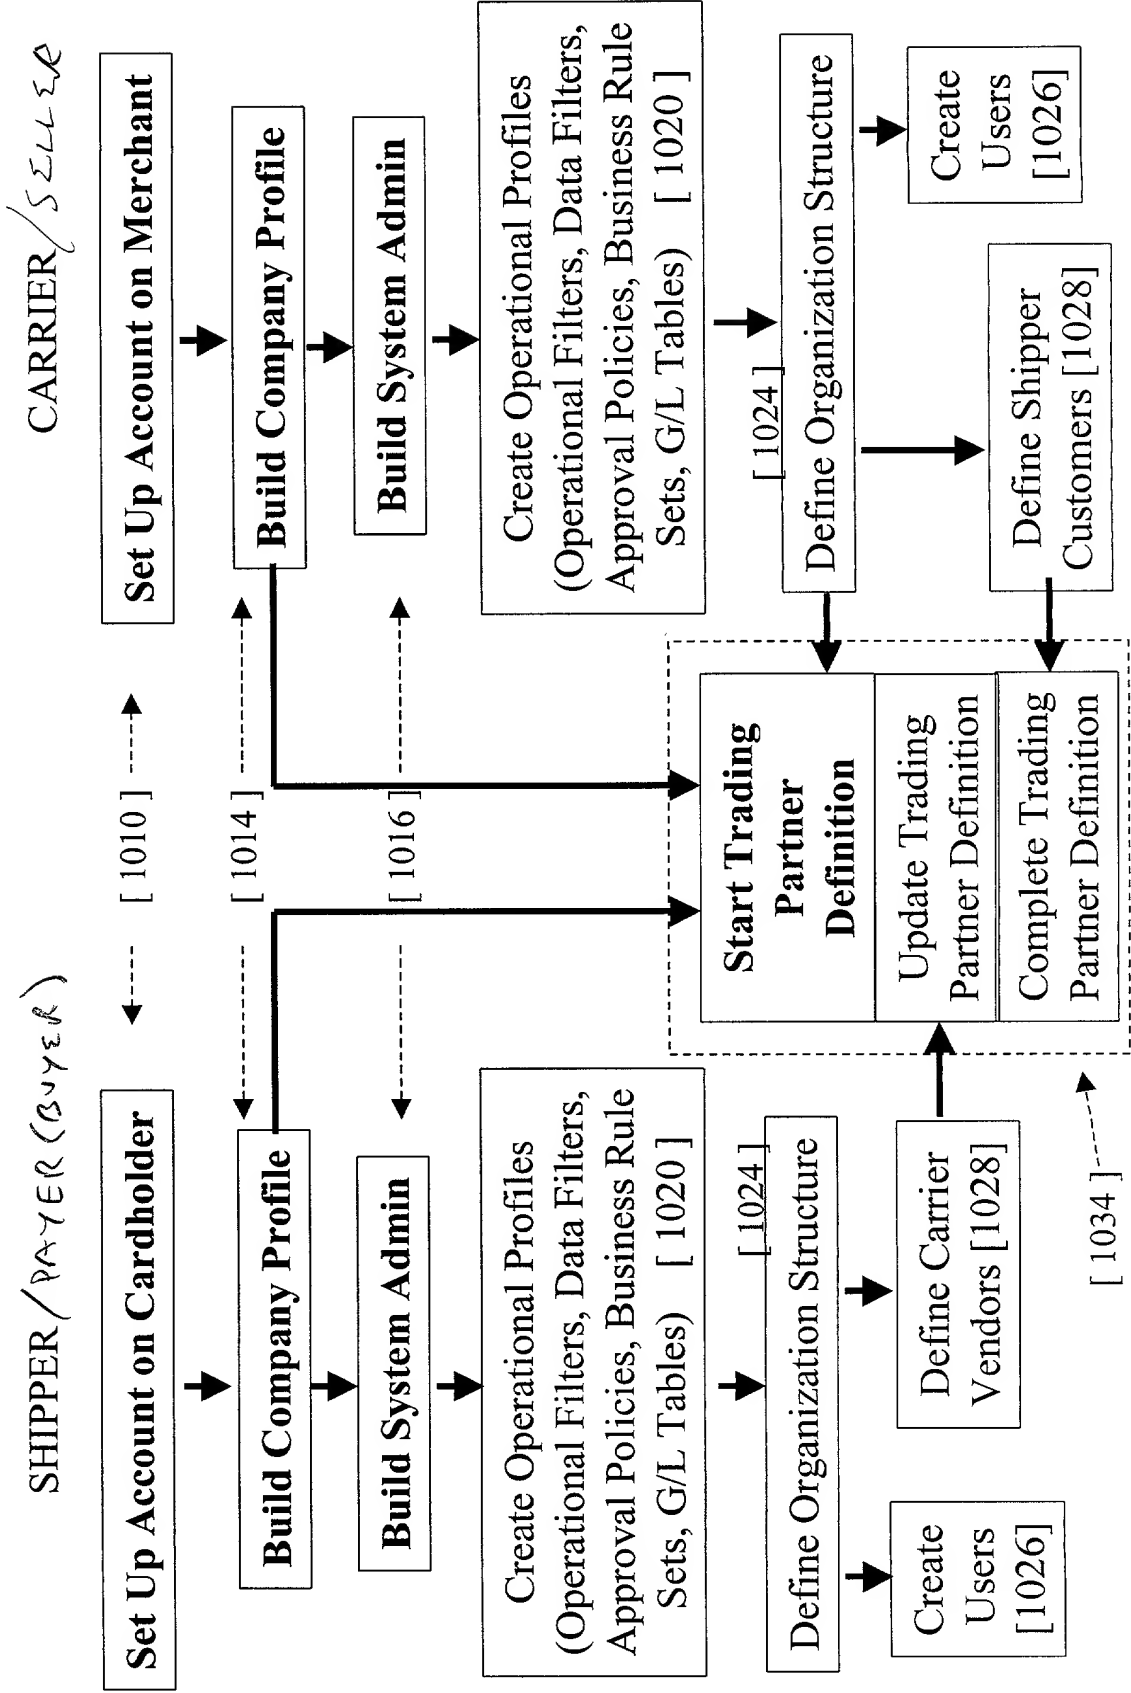 SHIPPER/PAYER (BUYER)
CARRIER/SELLER
Set Up Account on Cardholder
[ 1010 ]
Set Up Account on Merchant
Build Company Profile
[ 1014 ]
Build Company Profile
Build System Admin
[ 1016 ]
Build System Admin
Create Operational Profiles
(Operational Filters, Data Filters,
Approval Policies, Business Rule
Sets, G/L Tables) [ 1020 ]
Create Operational Profiles
(Operational Filters, Data Filters,
Approval Policies, Business Rule
Sets, G/L Tables) [ 1020 ]
[ 1024 ]
Define Organization Structure
[ 1024 ]
Define Organization Structure
Start Trading
Partner
Definition
Update Trading
Partner Definition
Complete Trading
Partner Definition
Create
Users
[1026]
Define Carrier
Vendors [1028]
Define Shipper
Customers [1028]
Create
Users
[1026]
[ 1034 ]